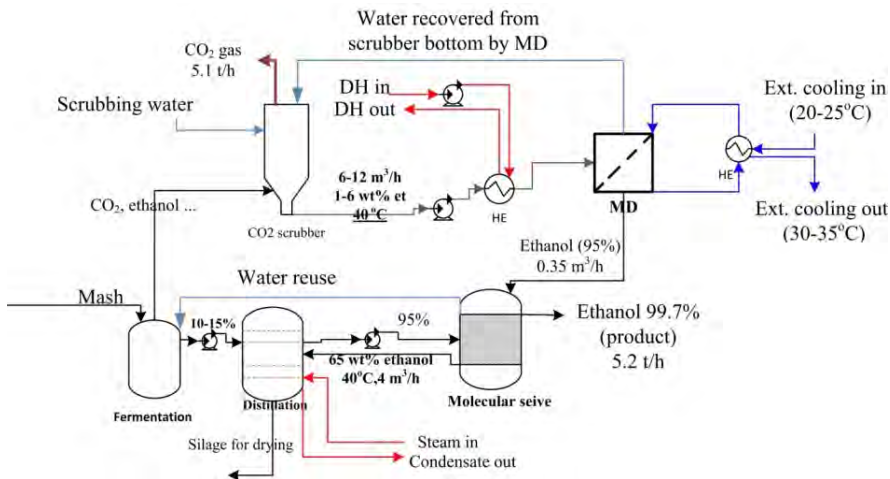 Water recovered from
scrubber bottom by MD
CO₂ gas
5.1 t/h
DH in
DH out
Ext. cooling in
(20-25°C)
Scrubbing water
6-12 m³/h
1-6 wt% et
40 °C
HE
HE
MD
Ext. cooling out
(30-35°C)
CO₂, ethanol ...
CO2 scrubber
Ethanol (95%)
0.35 m³/h
Water reuse
Mash
10-15%
95%
Ethanol 99.7%
(product)
5.2 t/h
65 wt% ethanol
40°C,4 m³/h
Fermentation
Distillation
Molecular seive
Silage for drying
Steam in
Condensate out